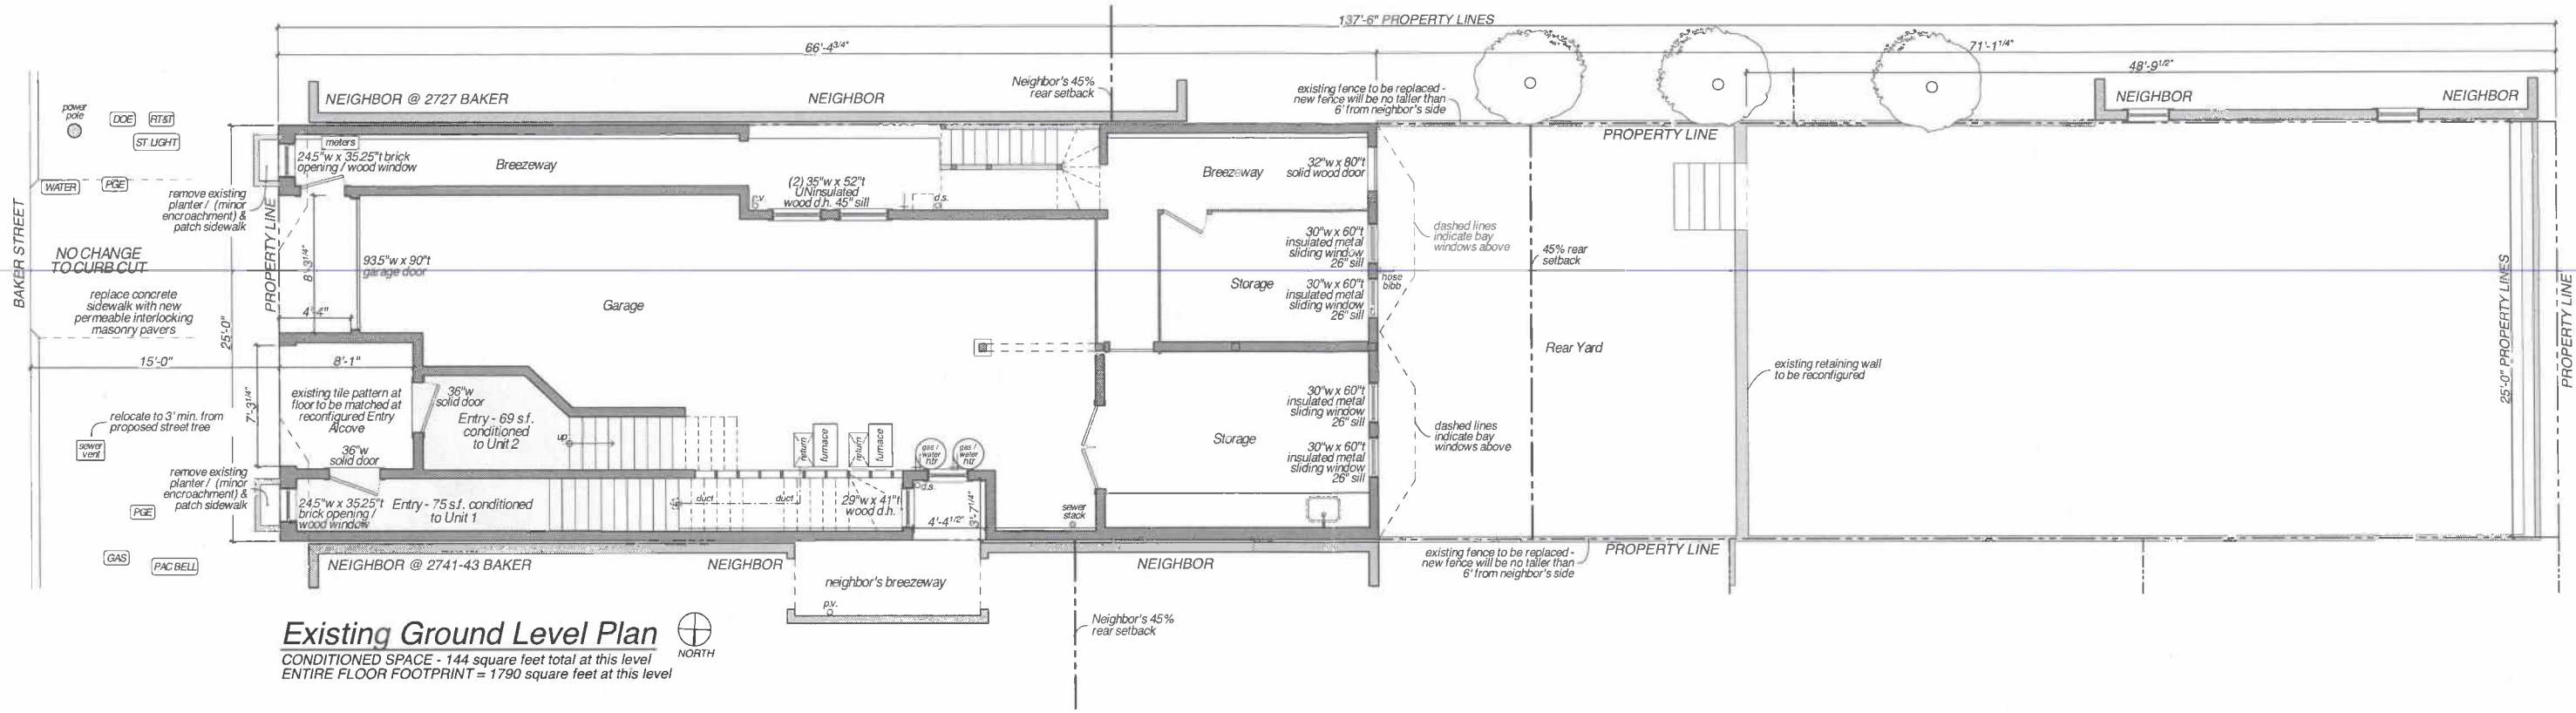 137'-6" PROPERTY LINES
66'-4 3/4"
71'-1 1/4"
48'-9 1/2"
Neighbor's 45%
rear setback
NEIGHBOR @ 2727 BAKER
NEIGHBOR
existing fence to be replaced -
new fence will be no taller than
6' from neighbor's side
NEIGHBOR
NEIGHBOR
PROPERTY LINE
power
pole
DOE
RT&T
ST LIGHT
WATER
PGE
meters
24.5"w x 35.25"t brick
opening / wood window
Breezeway
remove existing
planter / (minor
encroachment) &
patch sidewalk
(2) 35"w x 52"t
UNinsulated
wood d.h. 45" sill
p.v.
d.s.
Breezeway
32"w x 80"t
solid wood door
BAKER STREET
NO CHANGE
TO CURB CUT
PROPERTY LINE
8'-3 1/4"
93.5"w x 90"t
garage door
30"w x 60"t
insulated metal
sliding window
26" sill
dashed lines
indicate bay
windows above
45% rear
setback
hose
bibb
replace concrete
sidewalk with new
permeable interlocking
masonry pavers
4'-4"
25'-0"
Garage
Storage
30"w x 60"t
insulated metal
sliding window
26" sill
Rear Yard
25'-0" PROPERTY LINES
PROPERTY LINE
15'-0"
8'-1"
existing retaining wall
to be reconfigured
7'-3 1/4"
existing tile pattern at
floor to be matched at
reconfigured Entry
Alcove
36"w
solid door
Entry - 69 s.f.
conditioned
to Unit 2
up
relocate to 3' min. from
proposed street tree
sewer
vent
36"w
solid door
return
furnace
return
furnace
gas /
water
htr
gas /
water
htr
Storage
30"w x 60"t
insulated metal
sliding window
26" sill
30"w x 60"t
insulated metal
sliding window
26" sill
dashed lines
indicate bay
windows above
remove existing
planter / (minor
encroachment) &
patch sidewalk
24.5"w x 35.25"t
brick opening /
wood window
Entry - 75 s.f. conditioned
to Unit 1
duct
duct
29"w x 41"t
wood d.h.
d.s.
4'-4 1/2"
3'-7 1/4"
sewer
stack
PGE
GAS
PAC BELL
NEIGHBOR @ 2741-43 BAKER
NEIGHBOR
neighbor's breezeway
p.v.
NEIGHBOR
existing fence to be replaced -
new fence will be no taller than
6' from neighbor's side
PROPERTY LINE
Neighbor's 45%
rear setback
Existing Ground Level Plan
NORTH
CONDITIONED SPACE - 144 square feet total at this level
ENTIRE FLOOR FOOTPRINT = 1790 square feet at this level